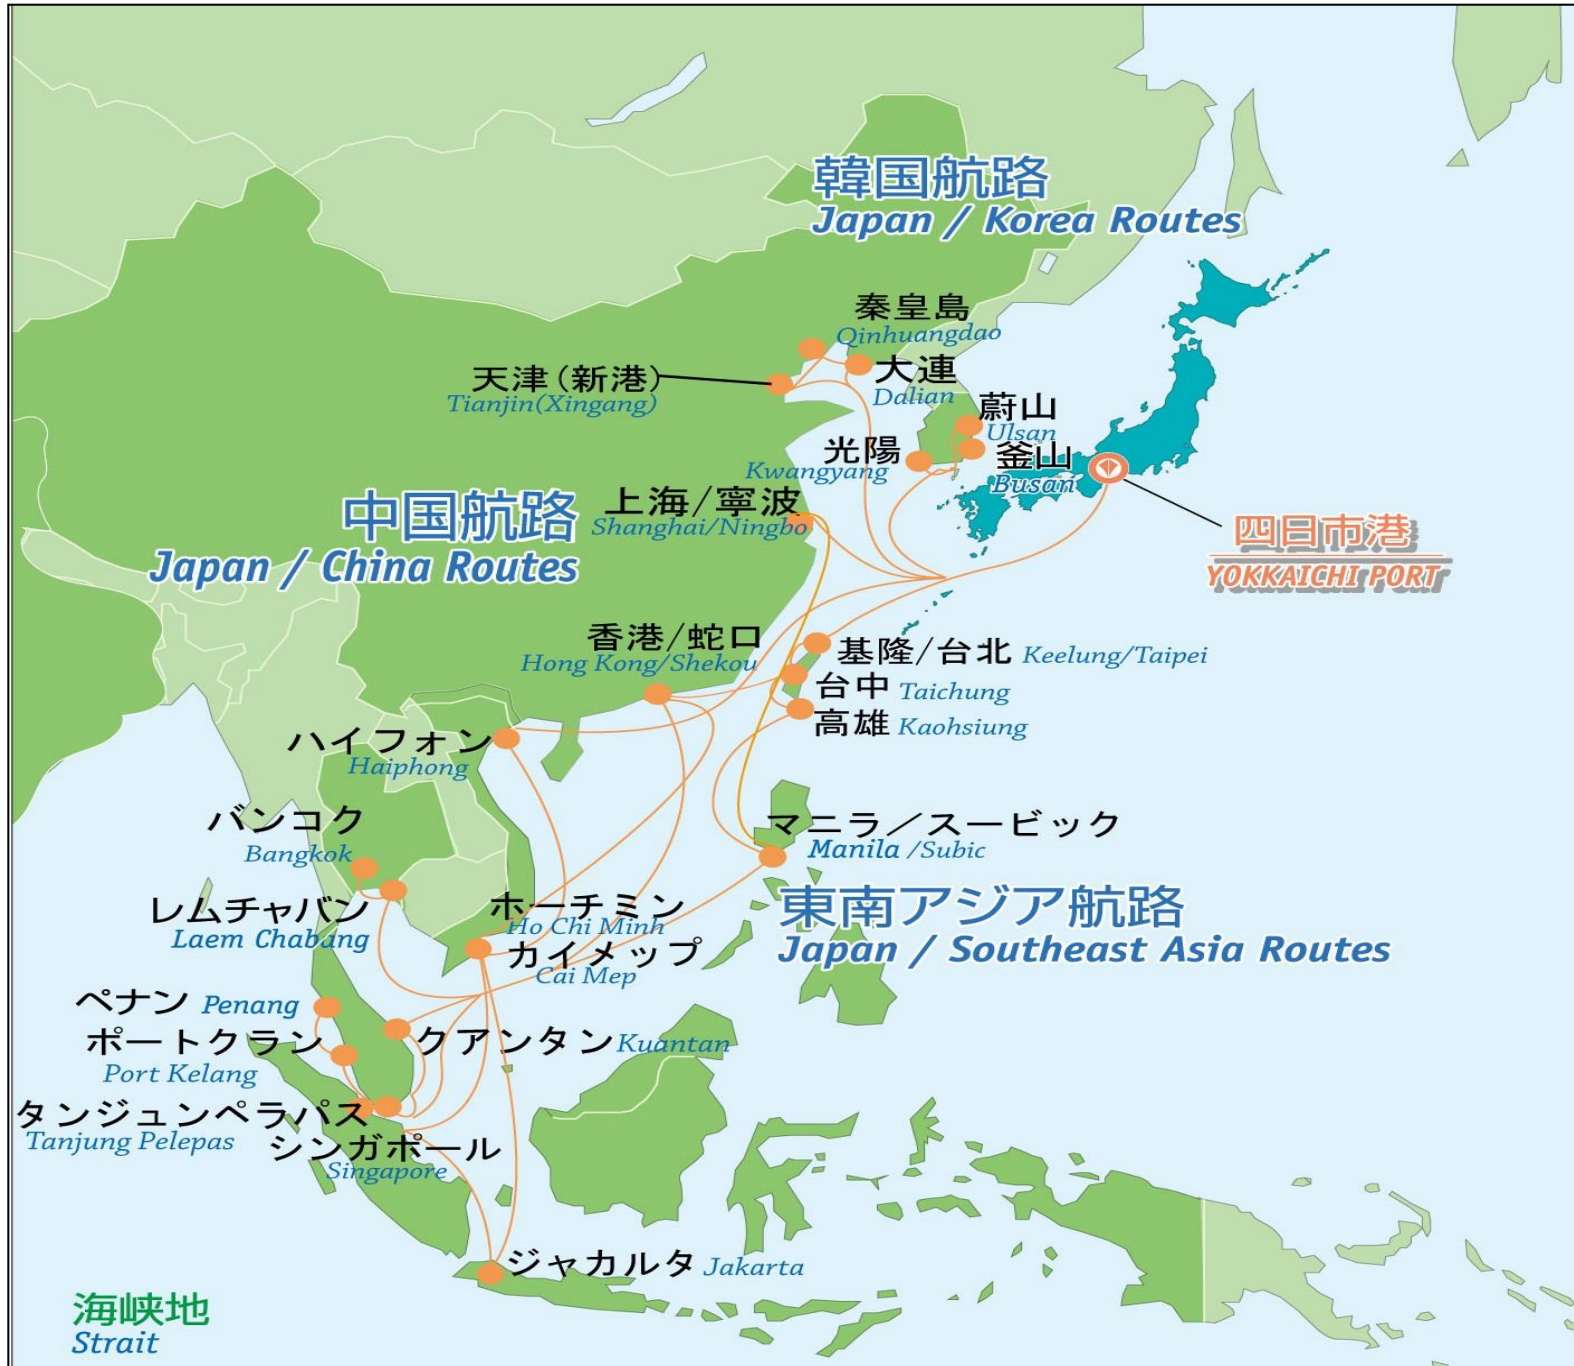 韓国航路
Japan / Korea Routes
秦皇島
Qinhuangdao
天津(新港)
Tianjin(Xingang)
大連
Dalian
蔚山
Ulsan
光陽
Kwangyang
釜山
Busan
上海/寧波
Shanghai/Ningbo
中国航路
Japan / China Routes
四日市港
YOKKAICHI PORT
香港/蛇口
Hong Kong/Shekou
基隆/台北 Keelung/Taipei
台中 Taichung
高雄 Kaohsiung
ハイフォン
Haiphong
バンコク
Bangkok
マニラ／スービック
Manila /Subic
レムチャバン
Laem Chabang
ホーチミン
Ho Chi Minh
カイメップ
Cai Mep
東南アジア航路
Japan / Southeast Asia Routes
ペナン Penang
ポートクラン
Port Kelang
クアンタン Kuantan
タンジュンペラパス
Tanjung Pelepas
シンガポール
Singapore
ジャカルタ Jakarta
海峡地
Strait